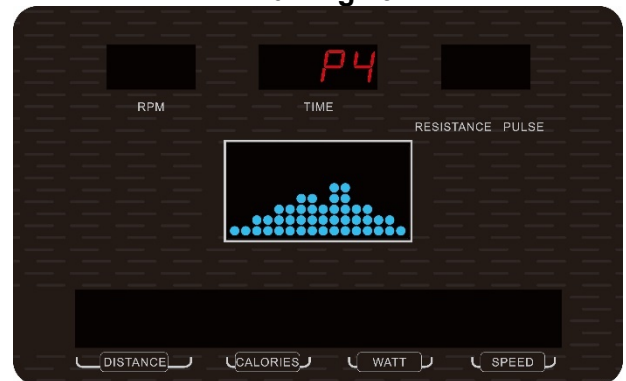 P4
RPM
TIME
RESISTANCE PULSE
DISTANCE
CALORIES
WATT
SPEED